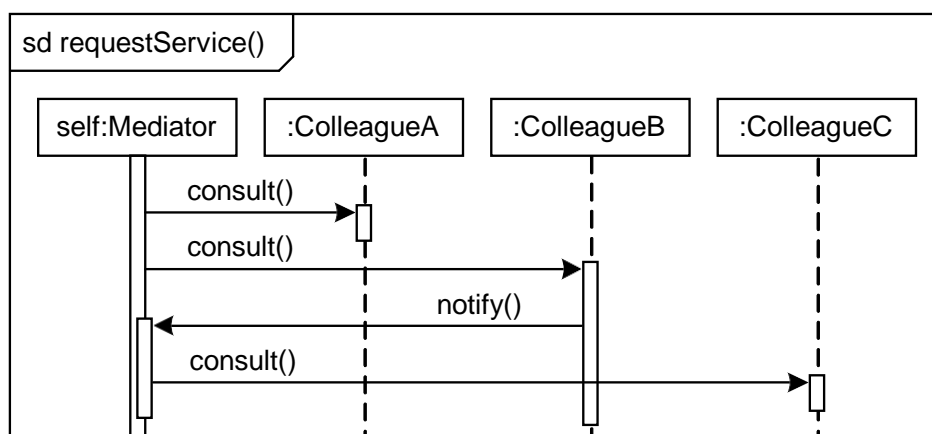 sd requestService()
self:Mediator
:ColleagueA
:ColleagueB
:ColleagueC
consult()
consult()
notify()
consult()